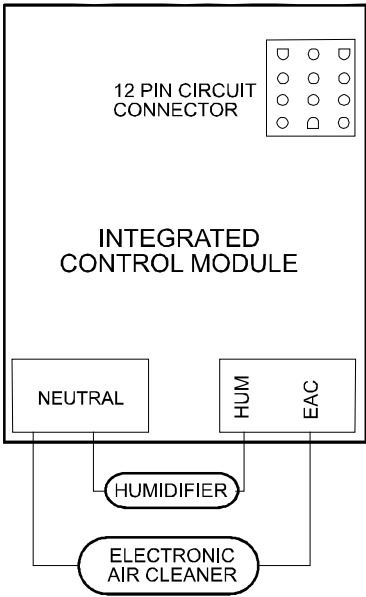 12 PIN CIRCUIT
CONNECTOR
INTEGRATED
CONTROL MODULE
NEUTRAL
HUM
EAC
HUMIDIFIER
ELECTRONIC
AIR CLEANER